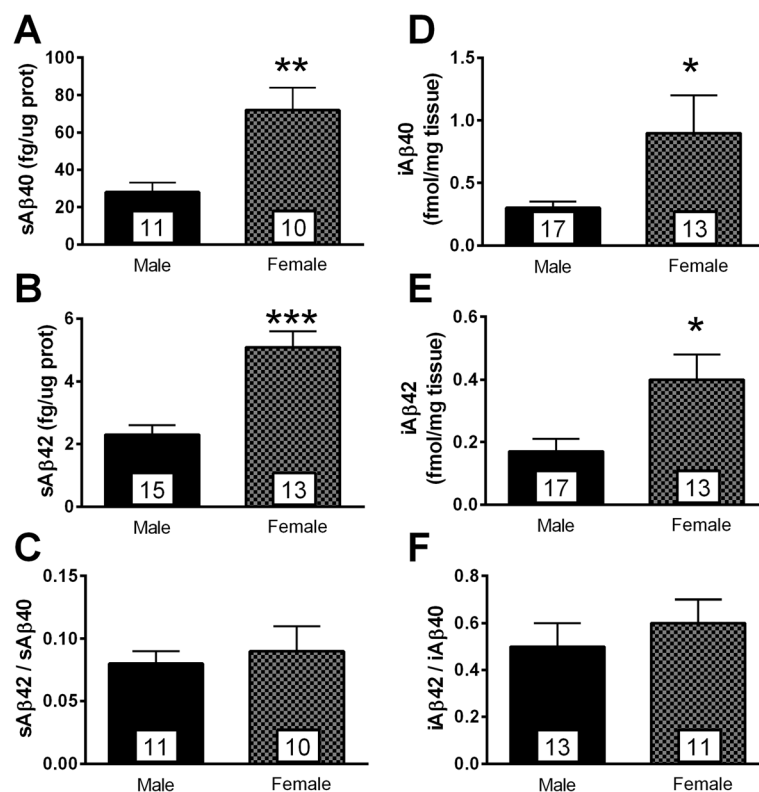 A
sAβ40 (fg/ug prot)
100
80
60
40
20
0
**
11
10
Male
Female
B
sAβ42 (fg/ug prot)
6
4
2
0
***
15
13
Male
Female
C
sAβ42 / sAβ40
0.15
0.10
0.05
0.00
11
10
Male
Female
D
iAβ40
(fmol/mg tissue)
1.5
1.0
0.5
0.0
*
17
13
Male
Female
E
iAβ42
(fmol/mg tissue)
0.6
0.4
0.2
0.0
*
17
13
Male
Female
F
iAβ42 / iAβ40
0.8
0.6
0.4
0.2
0.0
13
11
Male
Female